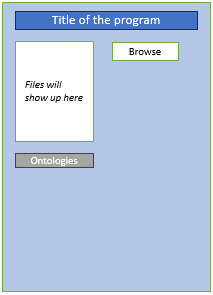 Title of the program
Browse
Files will
show up here
Ontologies